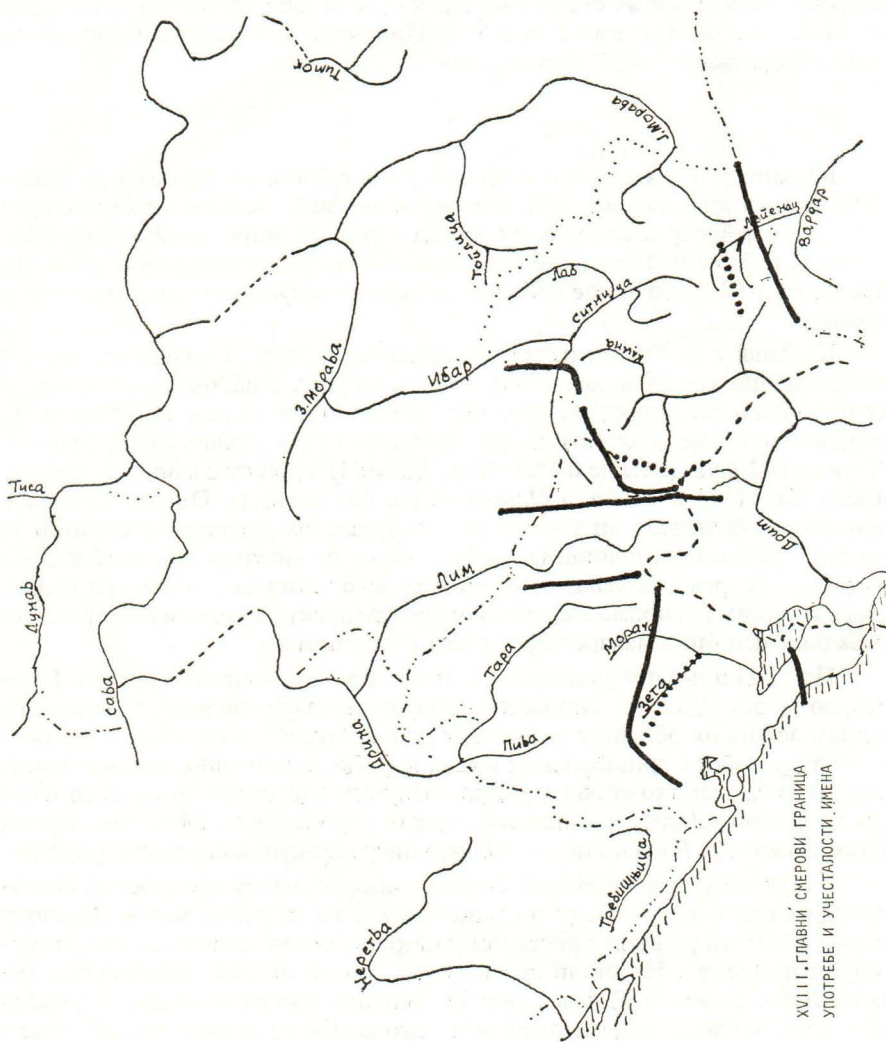 Тиса
Дунав
Сава
Тимок
З. Морава
Ј. Морава
Топлица
Ибар
Лаб
Ситница
Клина
Лепенац
Вардар
Дрим
Лим
Тара
Дрина
Пива
Морача
Зета
Требишњица
Неретва
XVIII ГЛАВНИ СМЕРОВИ ГРАНИЦА
УПОТРЕБЕ И УЧЕСТАЛОСТИ ИМЕНА